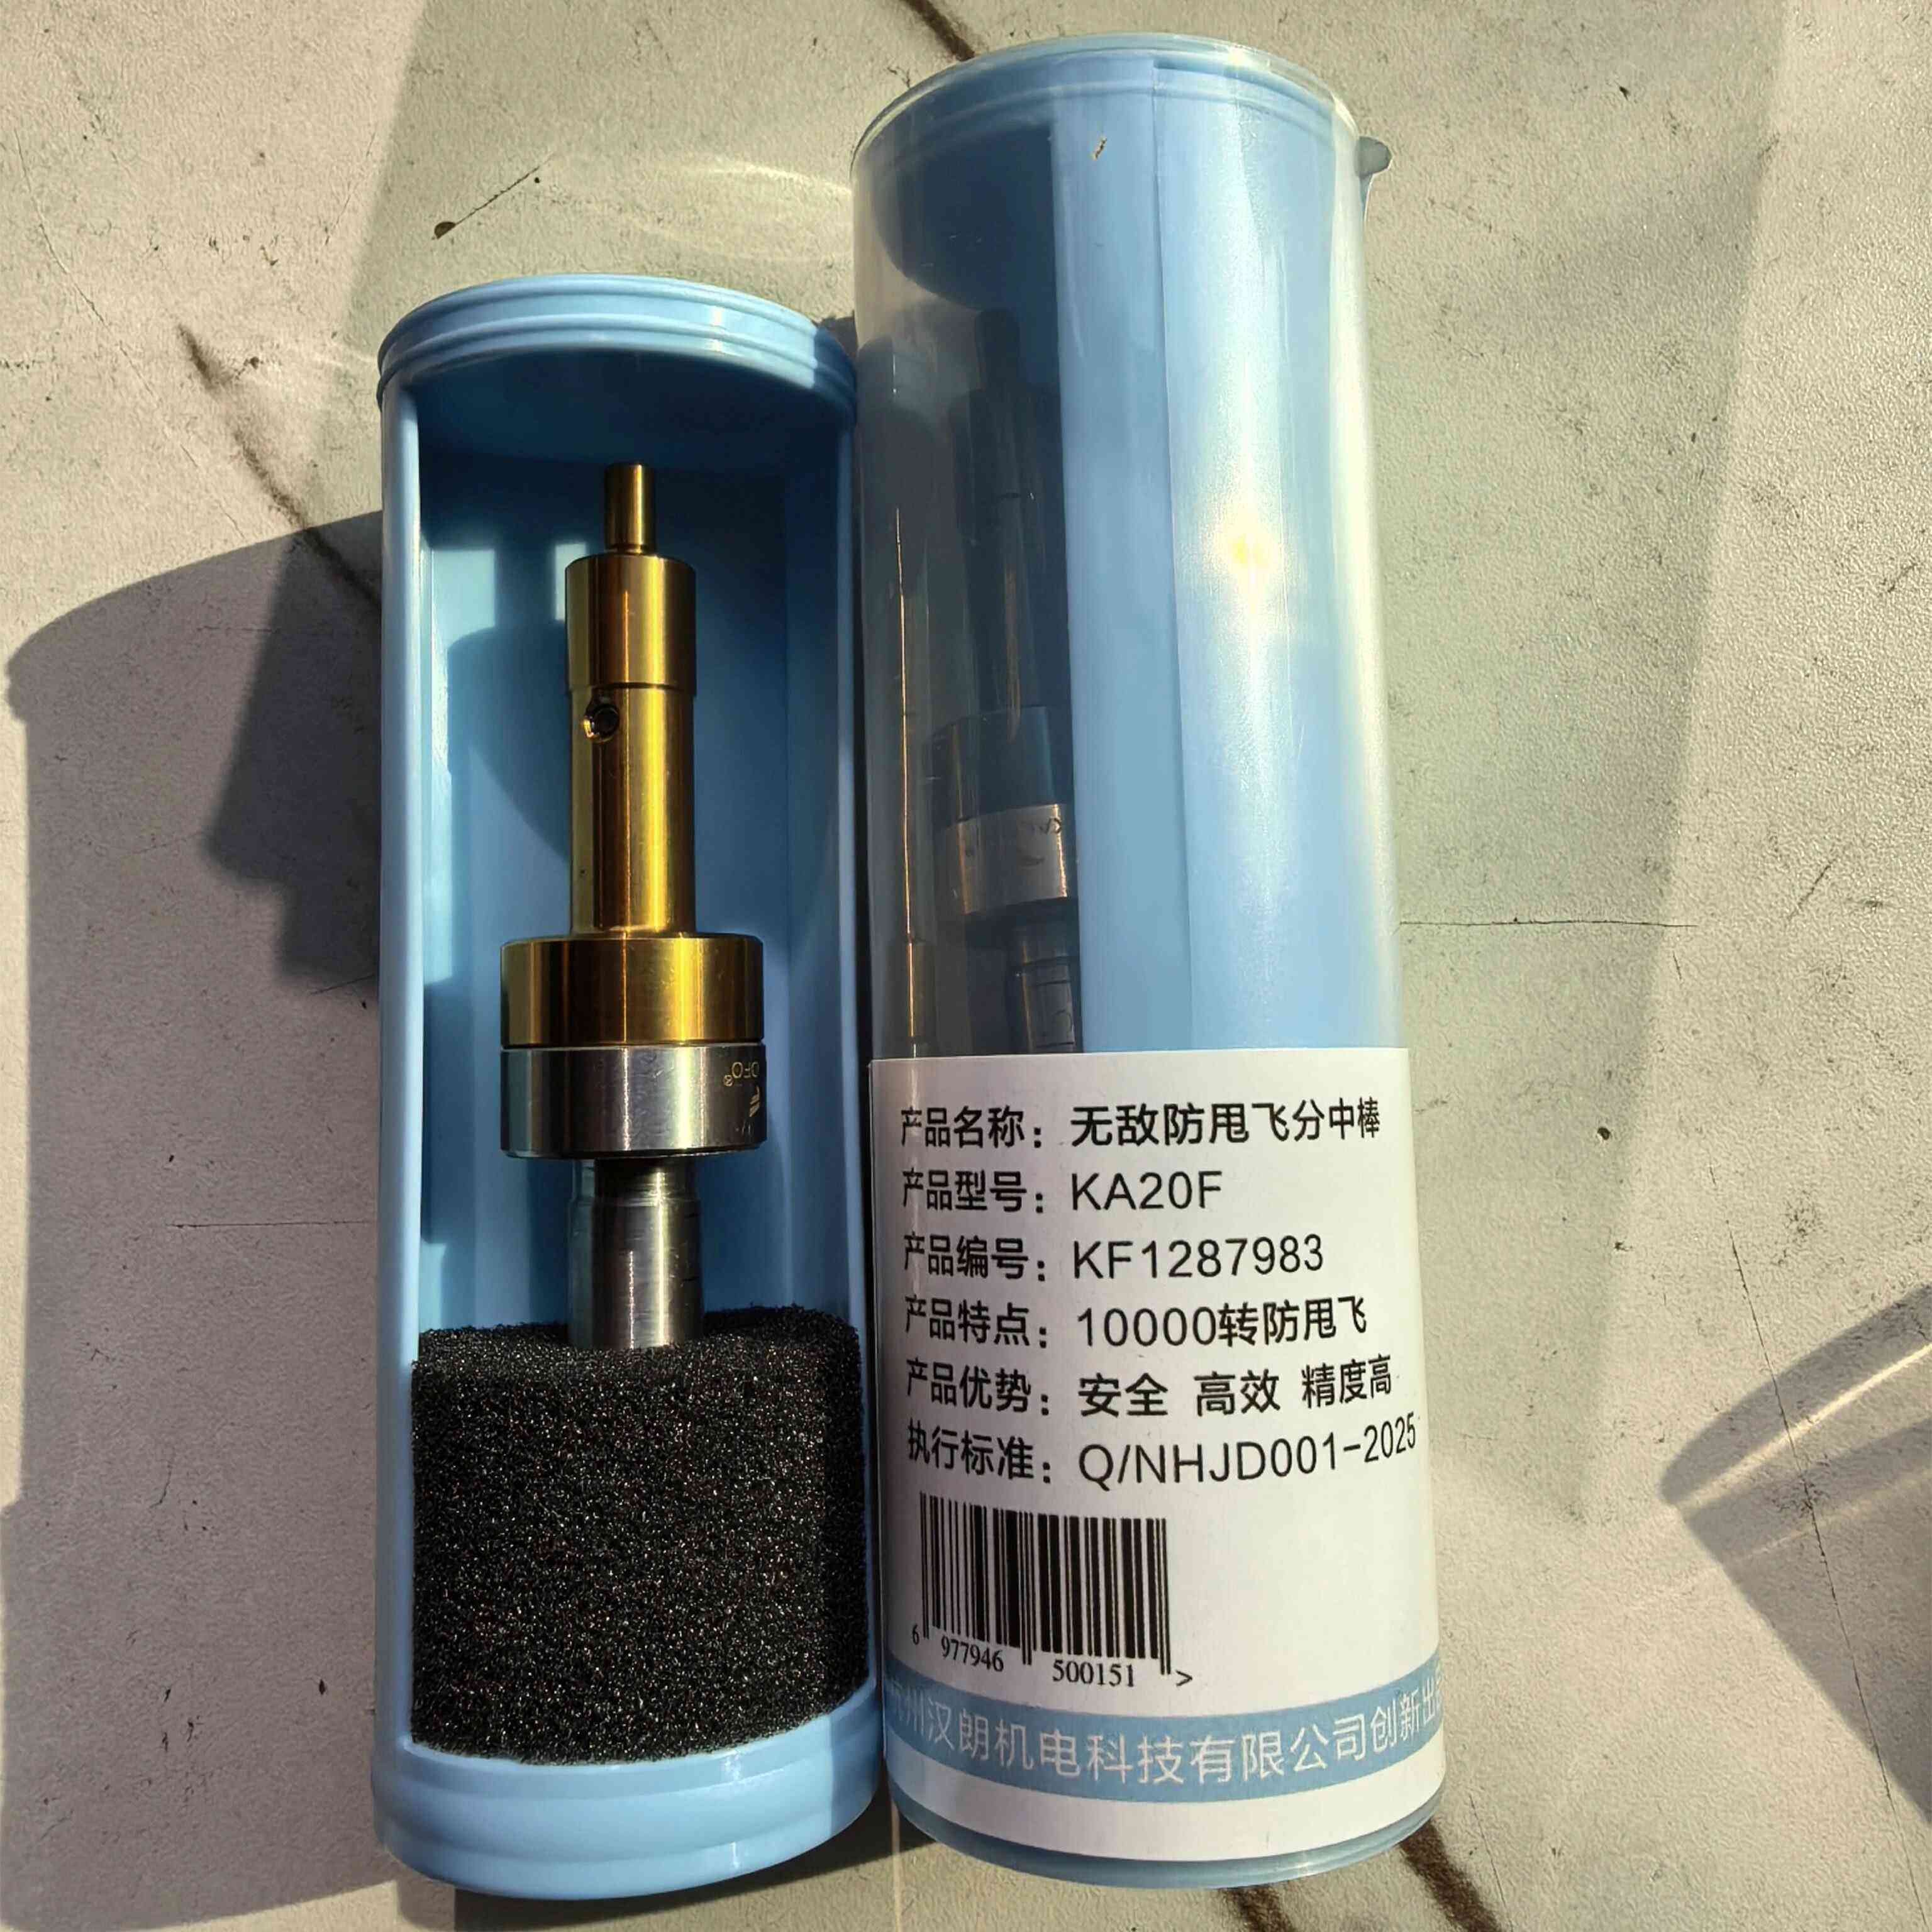 产品名称：无敌防甩飞分中棒
产品型号：KA20F
产品编号：KF1287983
产品特点：10000转防甩飞
产品优势：安全 高效 精度高
执行标准：Q/NHJD001-2025
6 977946 500151 >
州汉朗机电科技有限公司创新出